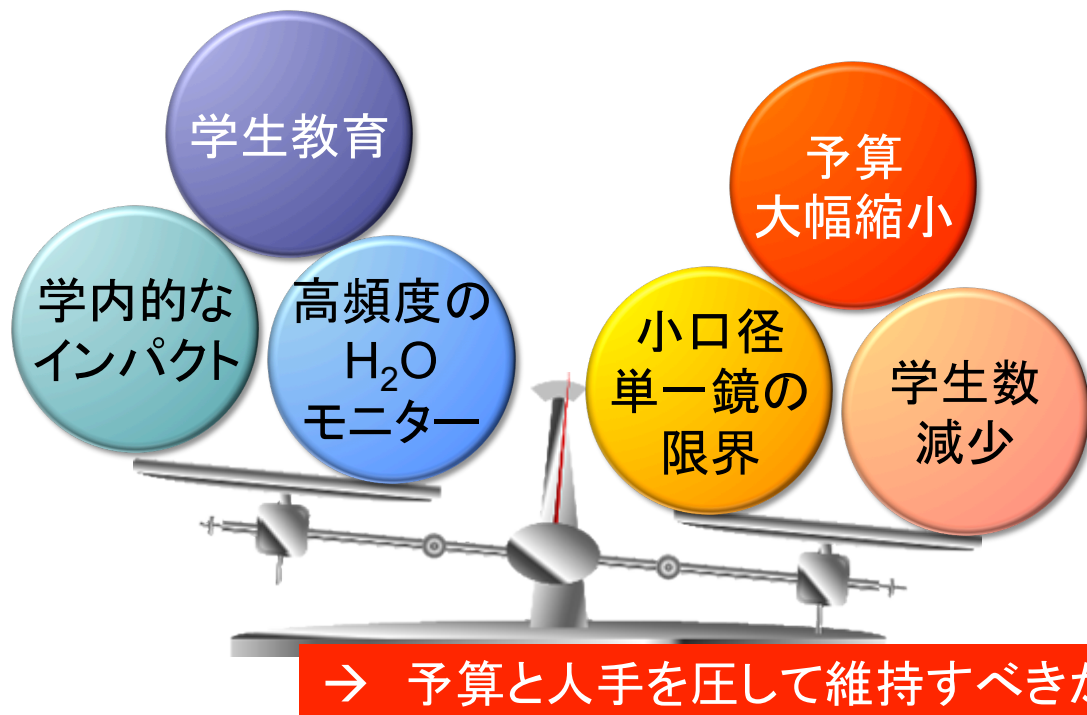 学生教育
学内的な
インパクト
高頻度の
H₂O
モニター
予算
大幅縮小
小口径
単一鏡の
限界
学生数
減少
→ 予算と人手を圧して維持すべきか